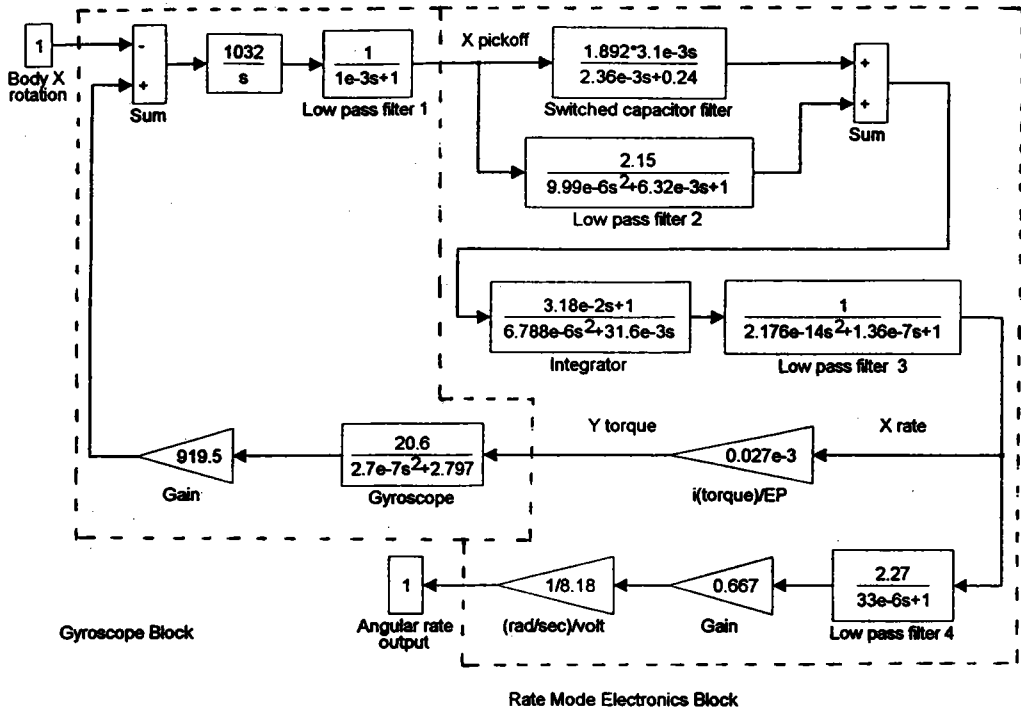 1
Body X
rotation
-
+
Sum
1032
s
1
1e-3s+1
Low pass filter 1
X pickoff
1.892*3.1e-3s
2.36e-3s+0.24
Switched capacitor filter
2.15
9.99e-6s2+6.32e-3s+1
Low pass filter 2
+
+
Sum
3.18e-2s+1
6.788e-6s2+31.6e-3s
Integrator
1
2.176e-14s2+1.36e-7s+1
Low pass filter 3
919.5
Gain
20.6
2.7e-7s2+2.797
Gyroscope
Y torque
0.027e-3
i(torque)/EP
X rate
1
Angular rate
output
1/8.18
(rad/sec)/volt
0.667
Gain
2.27
33e-6s+1
Low pass filter 4
Gyroscope Block
Rate Mode Electronics Block